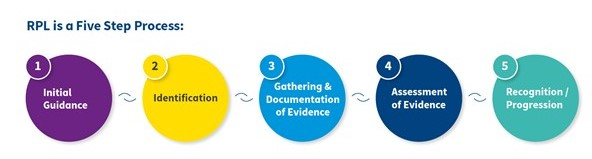 RPL is a Five Step Process:
1
Initial
Guidance
2
Identification
3
Gathering &
Documentation
of Evidence
4
Assessment
of Evidence
5
Recognition /
Progression